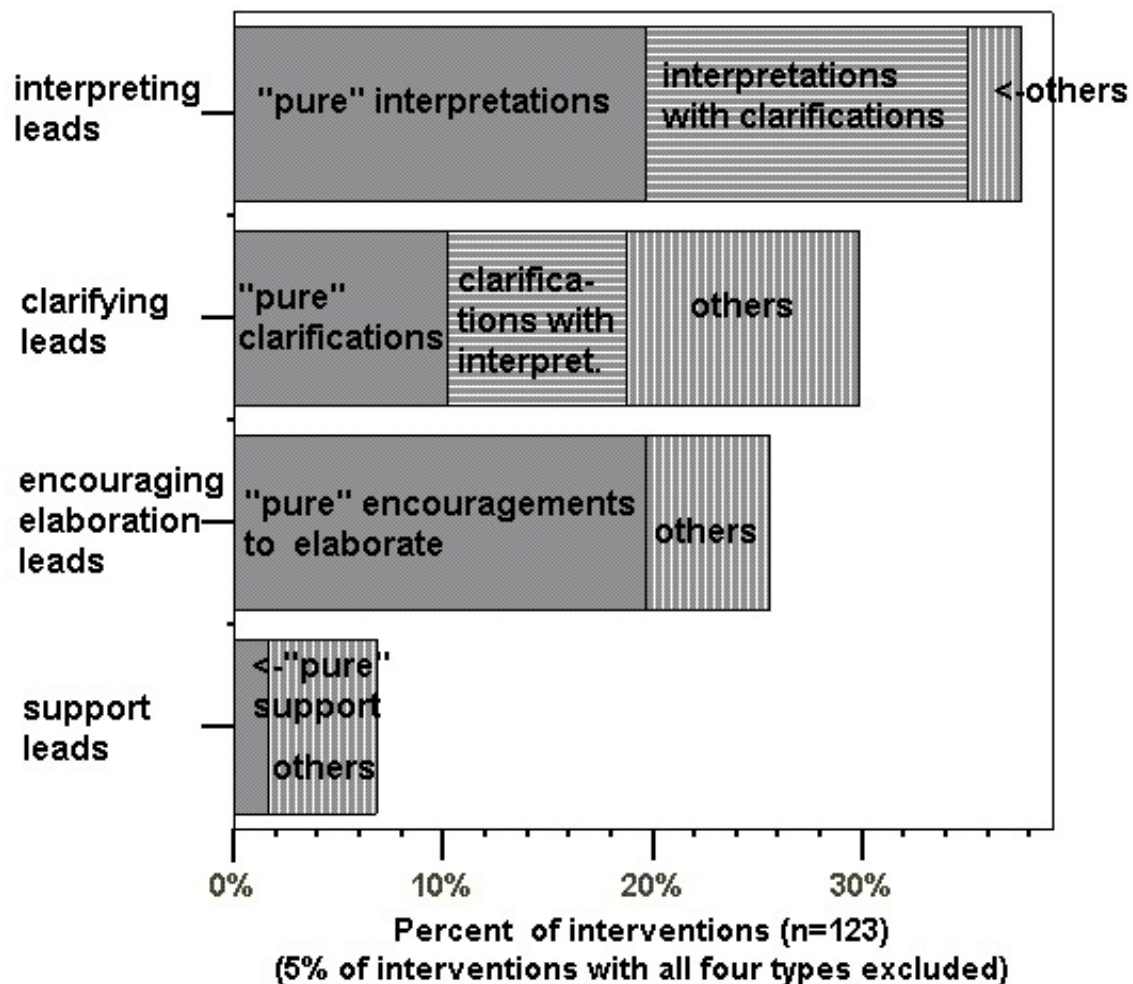 interpreting
leads
"pure" interpretations
interpretations
with clarifications
<-others
clarifying
leads
"pure"
clarifications
clarifica-
tions with
interpret.
others
encouraging
elaboration
leads
"pure" encouragements
to elaborate
others
support
leads
<-"pure"
support
others
0%
10%
20%
30%
Percent of interventions (n=123)
(5% of interventions with all four types excluded)